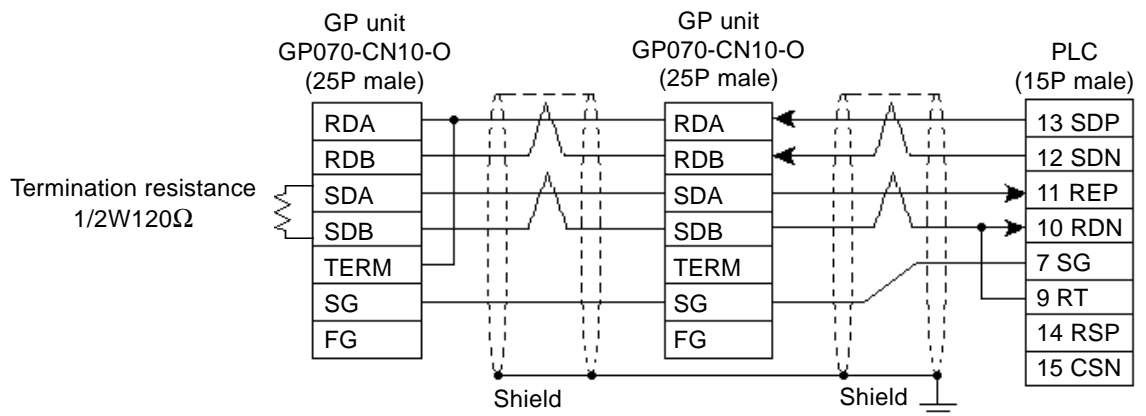 GP unit
GP070-CN10-O
(25P male)
RDA
RDB
SDA
SDB
TERM
SG
FG
Termination resistance
1/2W120Ω
GP unit
GP070-CN10-O
(25P male)
RDA
RDB
SDA
SDB
TERM
SG
FG
PLC
(15P male)
13 SDP
12 SDN
11 REP
10 RDN
7 SG
9 RT
14 RSP
15 CSN
Shield
Shield